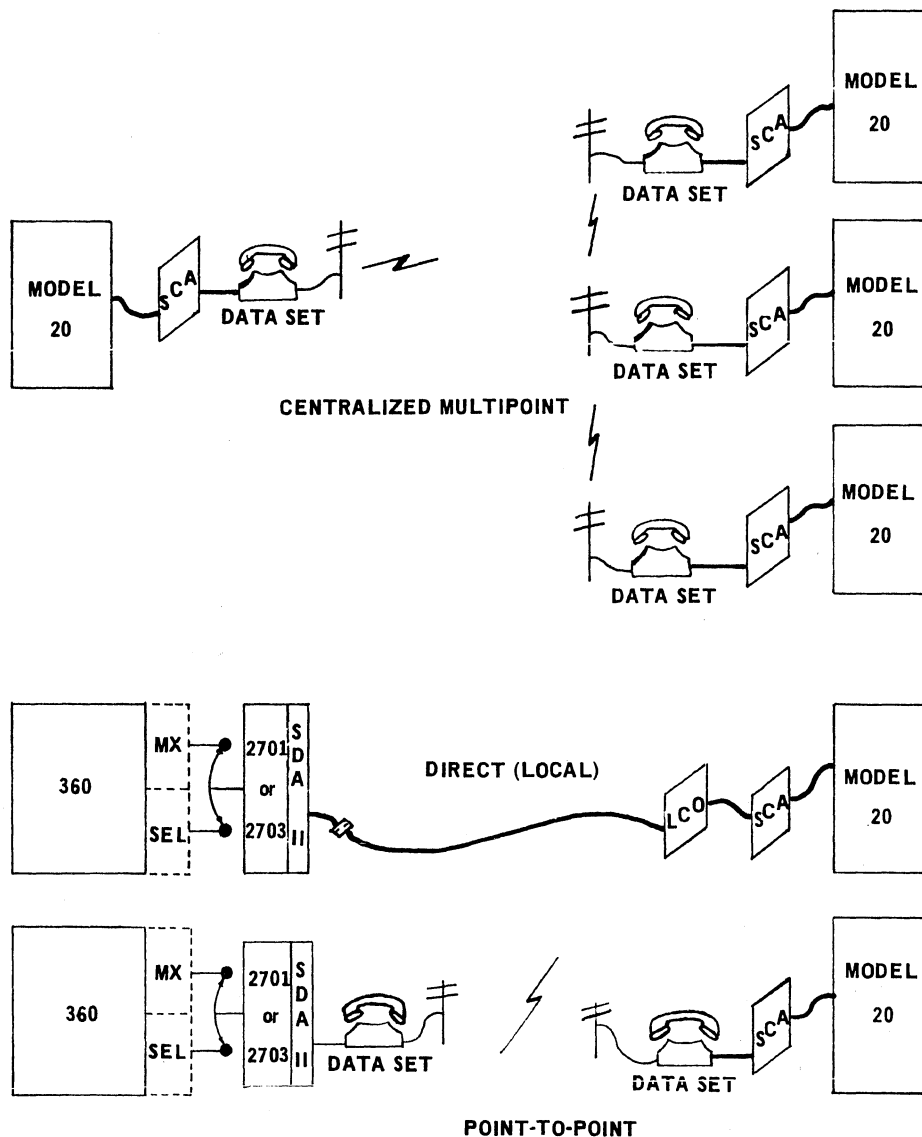 MODEL
20
SCA
DATA SET
MODEL
20
SCA
DATA SET
MODEL
20
SCA
DATA SET
CENTRALIZED MULTIPOINT
MODEL
20
SCA
DATA SET
360
MX
SEL
2701
or
2703
SDA II
DIRECT (LOCAL)
LCO
SCA
MODEL
20
360
MX
SEL
2701
or
2703
SDA II
DATA SET
DATA SET
SCA
MODEL
20
POINT-TO-POINT